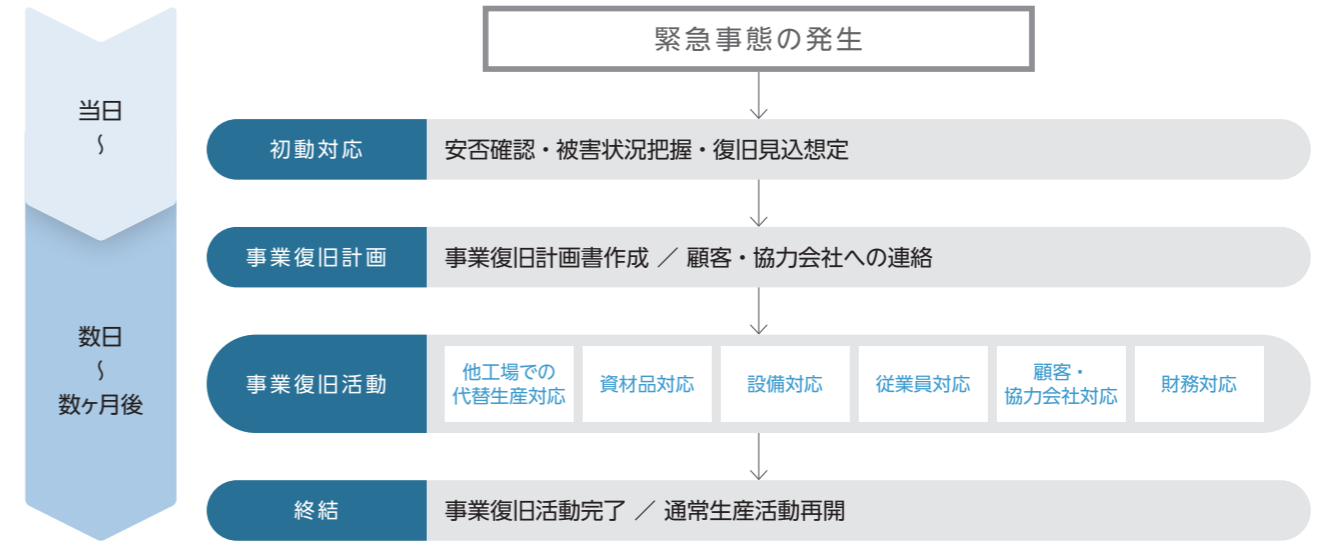 緊急事態の発生
当日
〜
初動対応
安否確認・被害状況把握・復旧見込想定
事業復旧計画
事業復旧計画書作成 ／ 顧客・協力会社への連絡
数日
〜
数ヶ月後
事業復旧活動
他工場での
代替生産対応
資材品対応
設備対応
従業員対応
顧客・
協力会社対応
財務対応
終結
事業復旧活動完了 ／ 通常生産活動再開